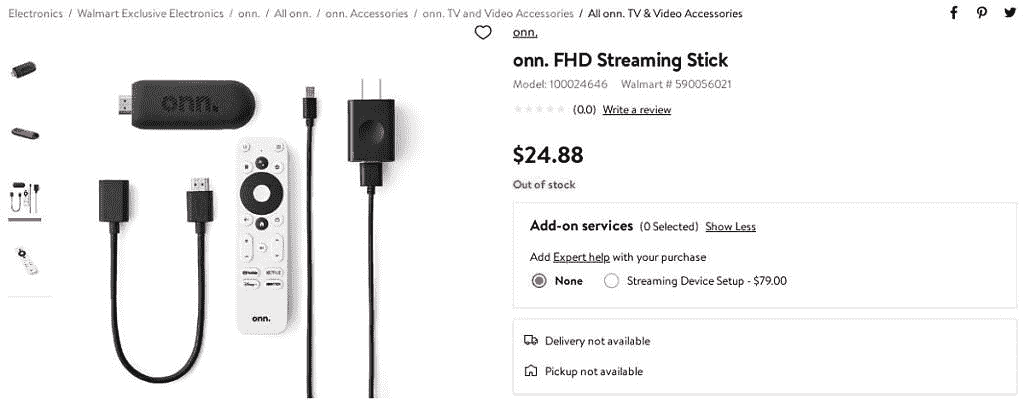 Electronics / Walmart Exclusive Electronics / onn. / All onn. / onn. Accessories / onn. TV and Video Accessories / All onn. TV & Video Accessories
onn.
onn. FHD Streaming Stick
Model: 100024646 Walmart # 590056021
(0.0) Write a review
$24.88
Out of stock
Add-on services (0 Selected) Show Less
Add Expert help with your purchase
None Streaming Device Setup - $79.00
Delivery not available
Pickup not available
onn.
NETFLIX
onn.